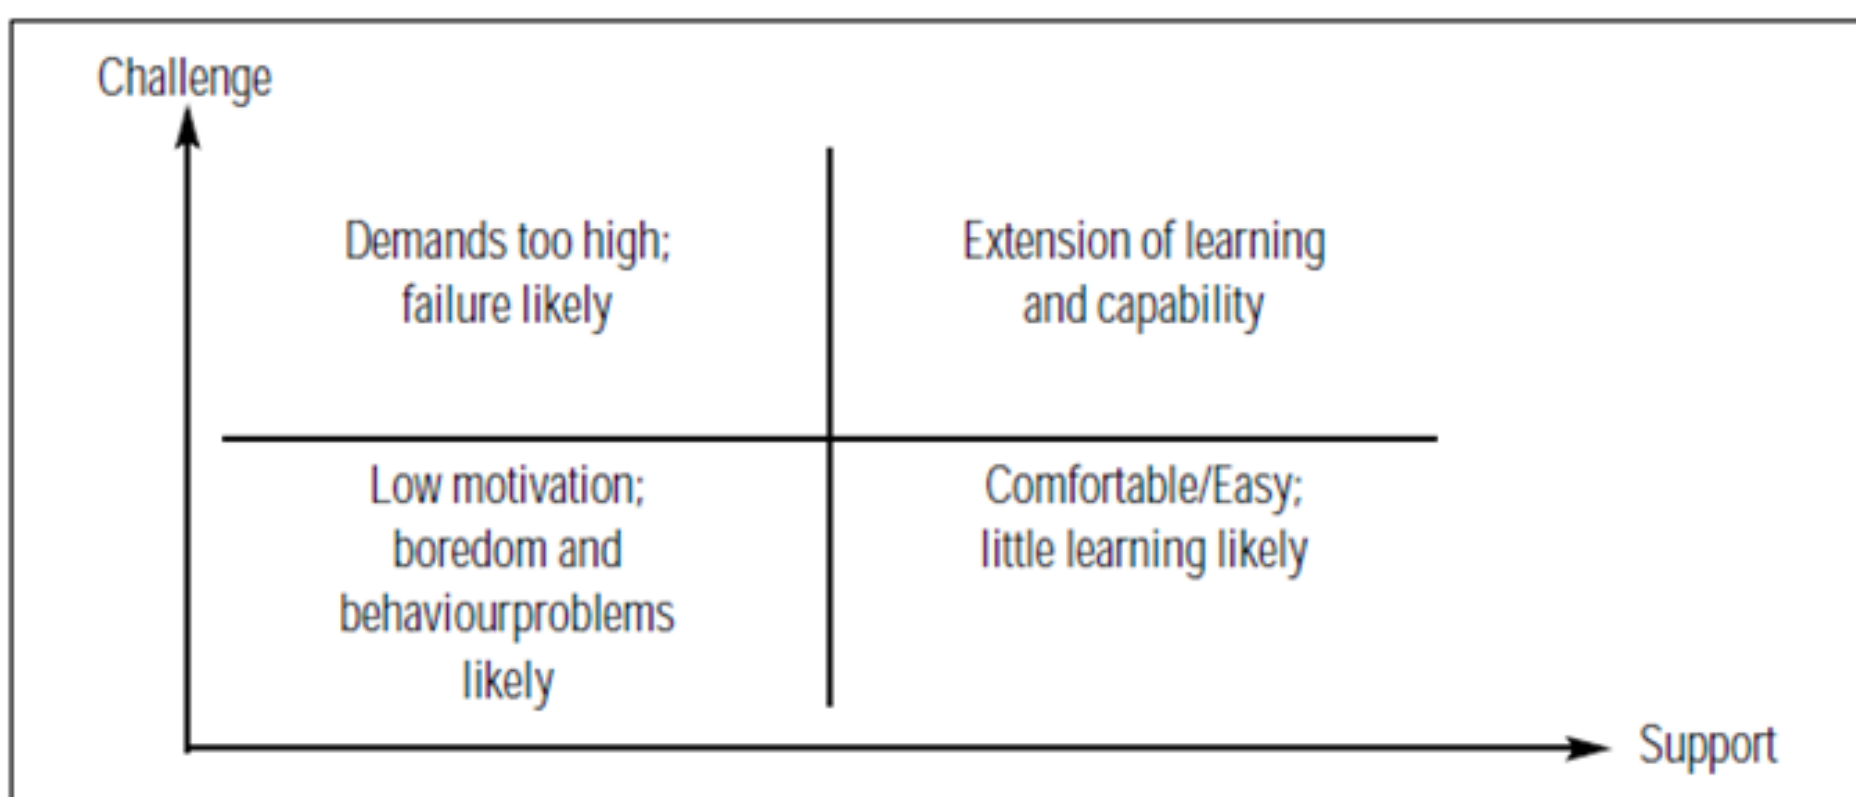 Challenge
Demands too high;
failure likely
Extension of learning
and capability
Low motivation;
boredom and
behaviourproblems
likely
Comfortable/Easy;
little learning likely
Support